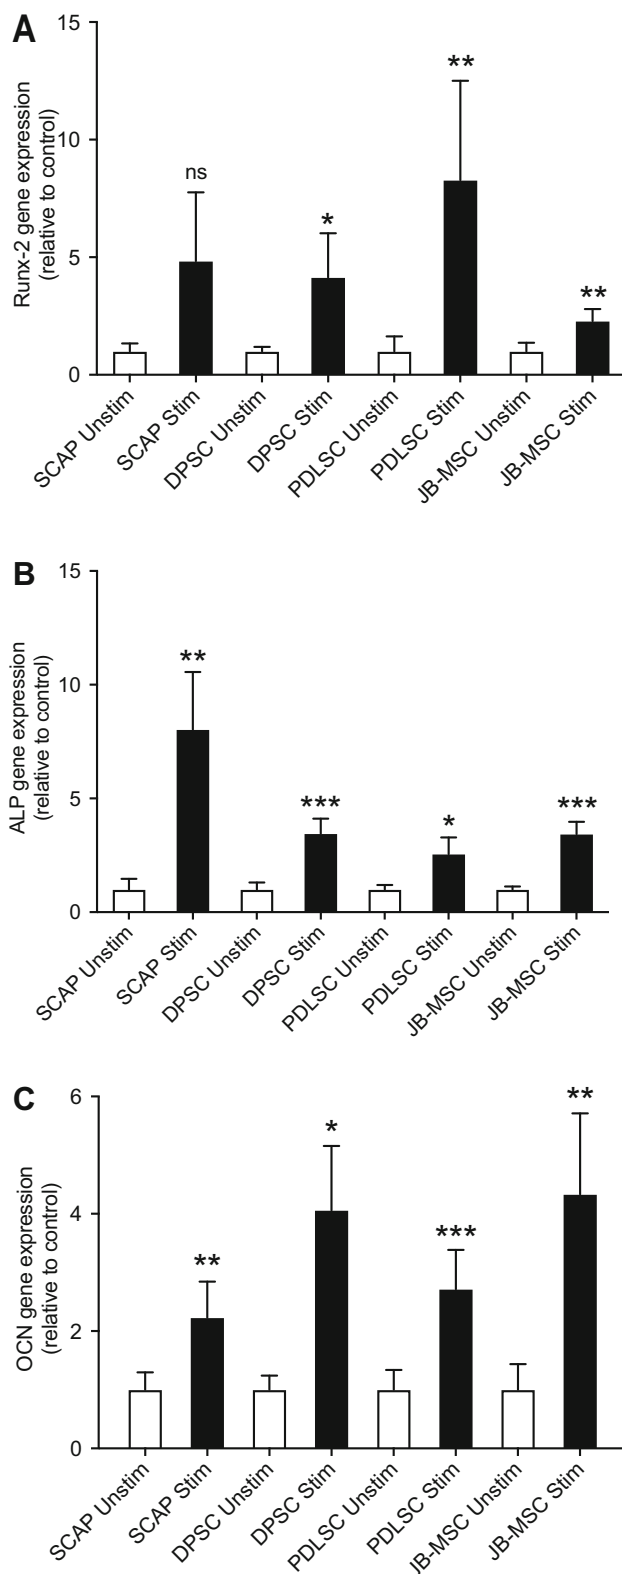 A
Runx-2 gene expression
(relative to control)
15
10
5
0
ns
*
**
**
SCAP Unstim
SCAP Stim
DPSC Unstim
DPSC Stim
PDLSC Unstim
PDLSC Stim
JB-MSC Unstim
JB-MSC Stim
B
ALP gene expression
(relative to control)
15
10
5
0
**
***
*
***
SCAP Unstim
SCAP Stim
DPSC Unstim
DPSC Stim
PDLSC Unstim
PDLSC Stim
JB-MSC Unstim
JB-MSC Stim
C
OCN gene expression
(relative to control)
6
4
2
0
**
*
***
**
SCAP Unstim
SCAP Stim
DPSC Unstim
DPSC Stim
PDLSC Unstim
PDLSC Stim
JB-MSC Unstim
JB-MSC Stim